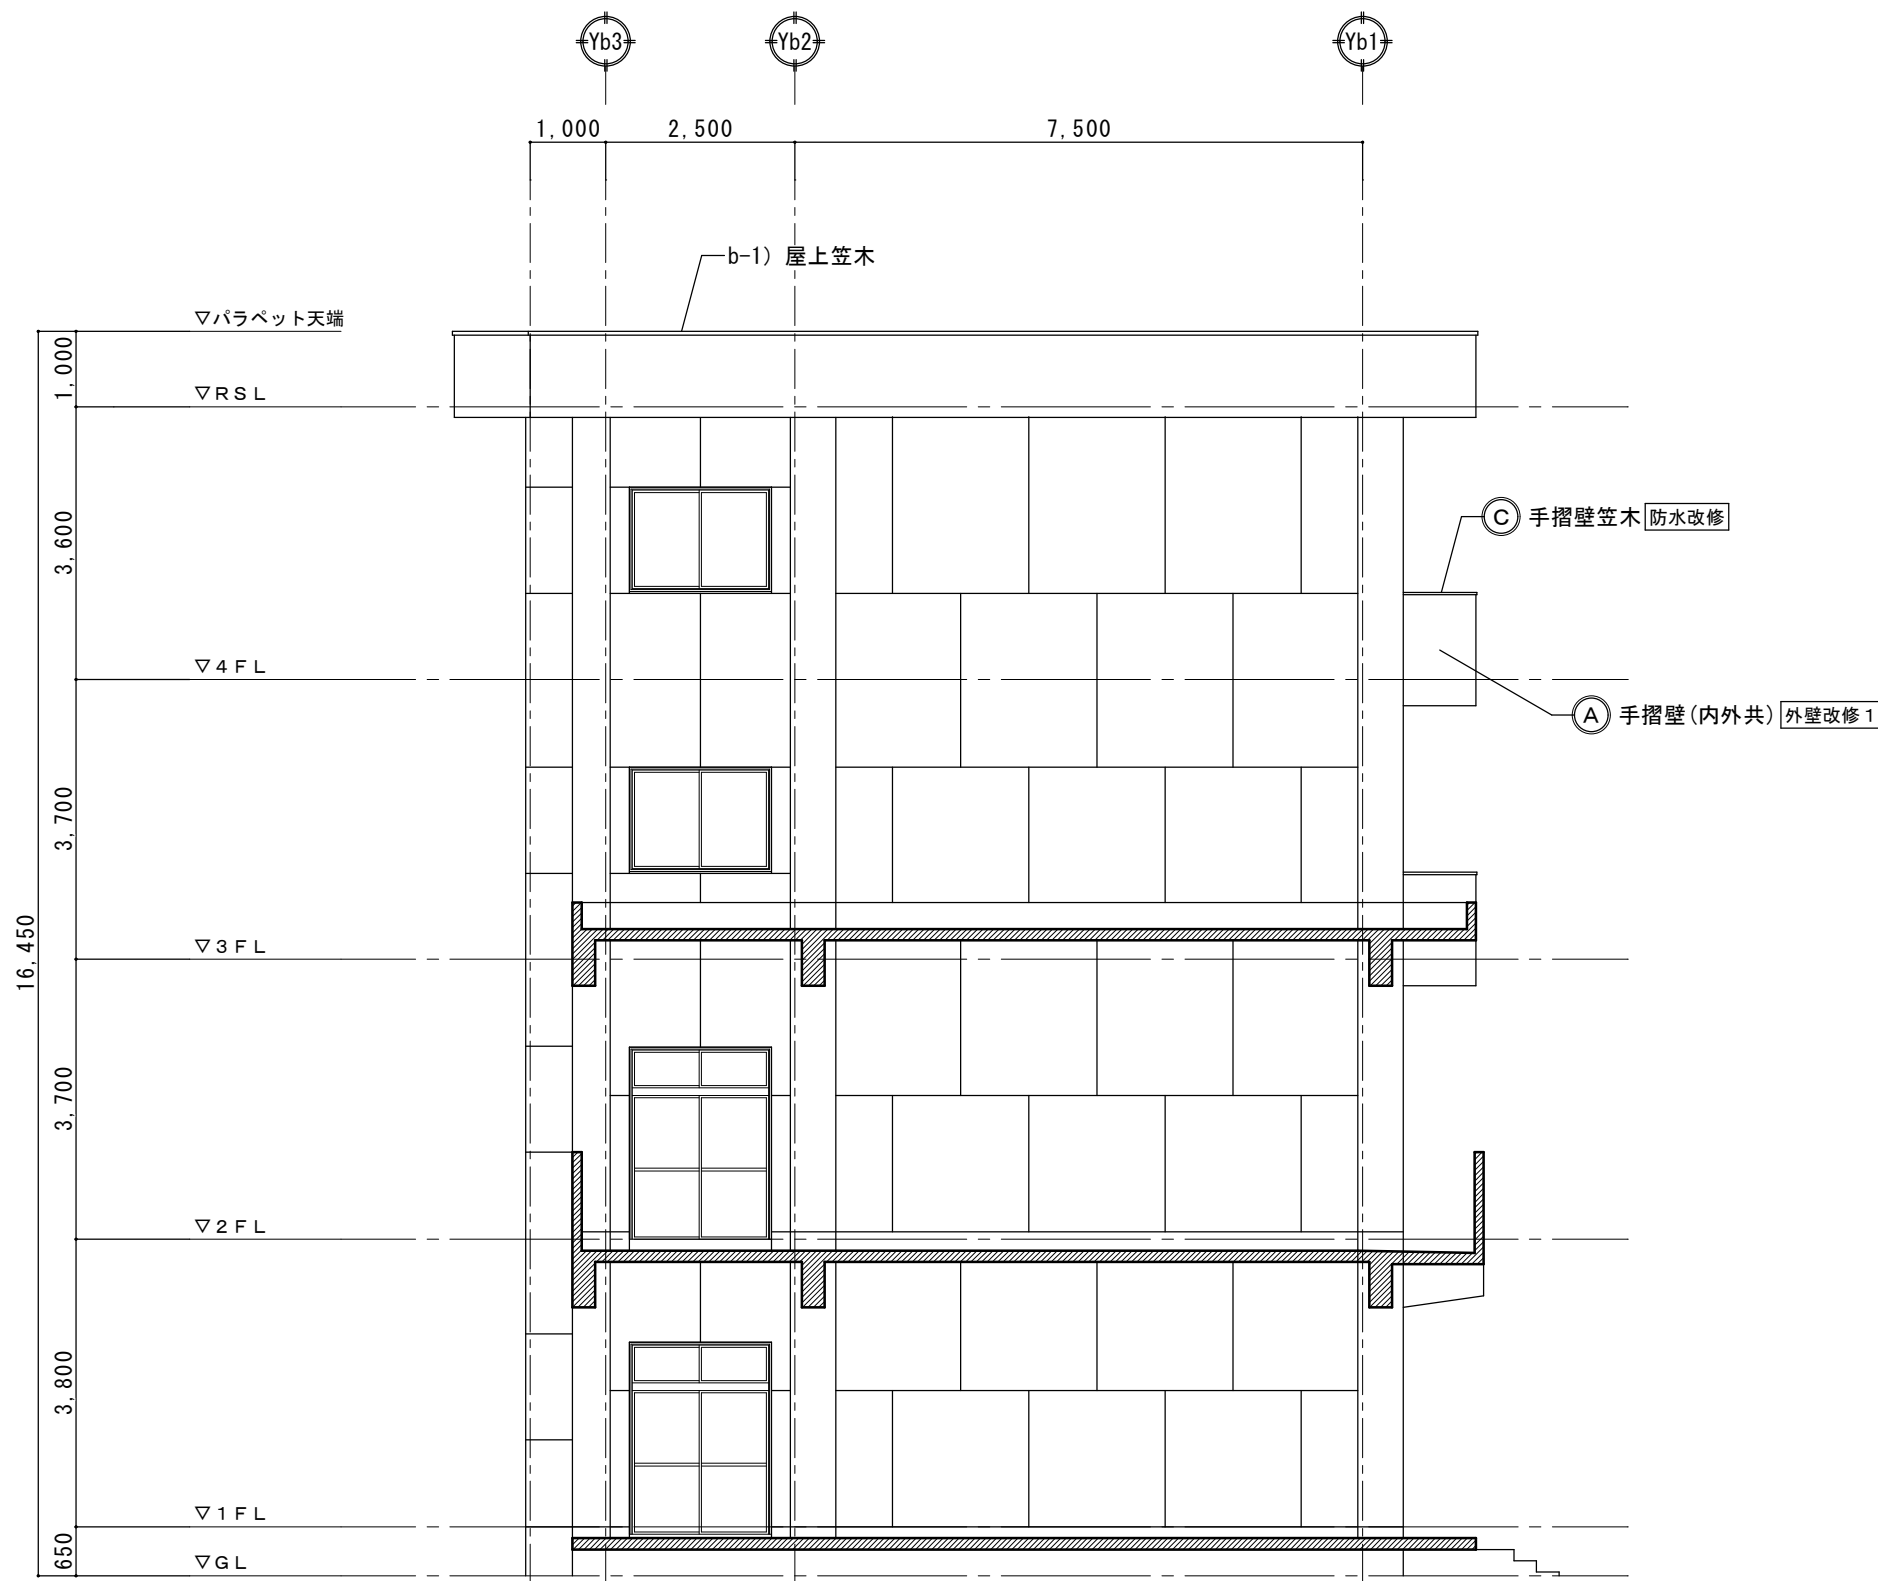 Yb3 Yb2 Yb1
1,000 2,500 7,500
b-1) 屋上笠木
▽パラペット天端
1,000
▽RSL
C 手摺壁笠木 防水改修
3,600
▽4FL
A 手摺壁(内外共) 外壁改修1
3,700
▽3FL
16,450
3,700
▽2FL
3,800
▽1FL
650
▽GL